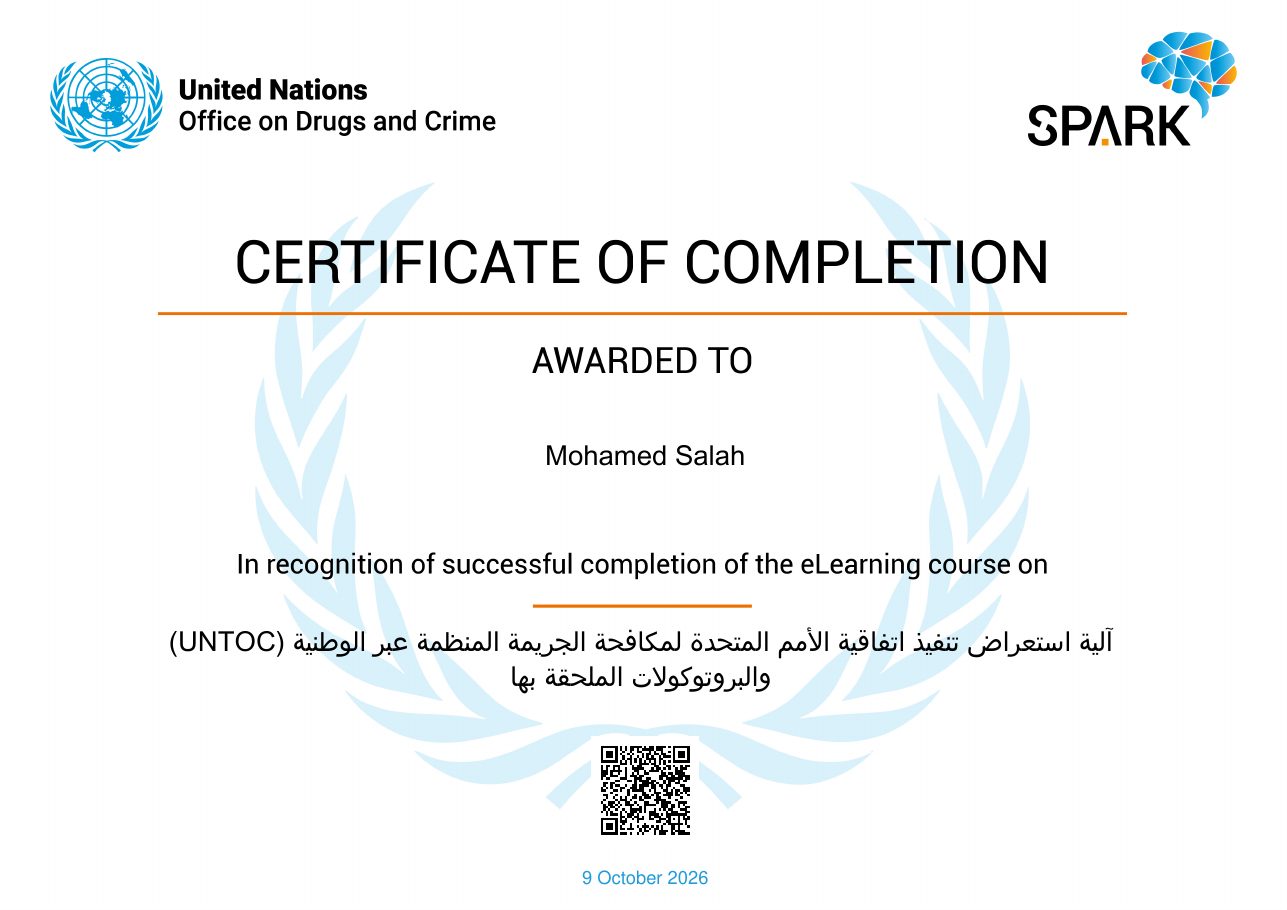 United Nations
Office on Drugs and Crime
SPARK
CERTIFICATE OF COMPLETION
AWARDED TO
Mohamed Salah
In recognition of successful completion of the eLearning course on
آلية استعراض تنفيذ اتفاقية الأمم المتحدة لمكافحة الجريمة المنظمة عبر الوطنية (UNTOC)
والبروتوكولات الملحقة بها
9 October 2026